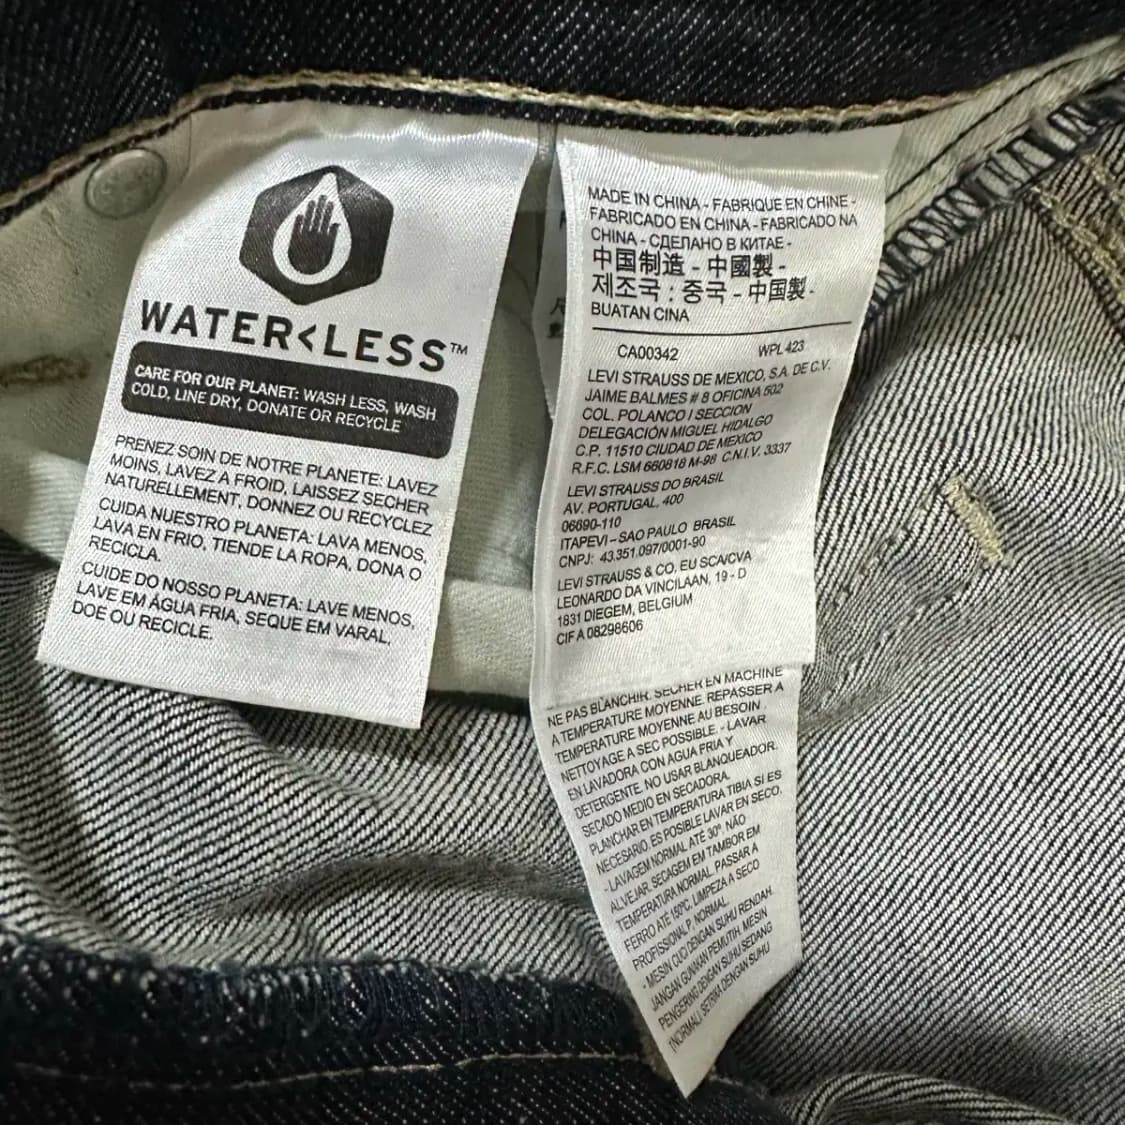 WATER<LESS™
CARE FOR OUR PLANET: WASH LESS, WASH
COLD, LINE DRY, DONATE OR RECYCLE
PRENEZ SOIN DE NOTRE PLANETE: LAVEZ
MOINS, LAVEZ A FROID, LAISSEZ SECHER
NATURELLEMENT, DONNEZ OU RECYCLEZ
CUIDA NUESTRO PLANETA: LAVA MENOS,
LAVA EN FRIO, TIENDE LA ROPA, DONA O
RECICLA.
CUIDE DO NOSSO PLANETA: LAVE MENOS,
LAVE EM ÁGUA FRIA, SEQUE EM VARAL,
DOE OU RECICLE.
MADE IN CHINA - FABRIQUE EN CHINE -
FABRICADO EN CHINA - FABRICADO NA
CHINA - СДЕЛАНО В КИТАЕ -
中国制造 - 中國製 -
제조국 : 중국 - 中国製 -
BUATAN CINA
CA00342 WPL 423
LEVI STRAUSS DE MEXICO, S.A. DE C.V.
JAIME BALMES # 8 OFICINA 502
COL. POLANCO I SECCION
DELEGACIÓN MIGUEL HIDALGO
C.P. 11510 CIUDAD DE MEXICO
R.F.C. LSM 660818 M-98 C.N.I.V. 3337
LEVI STRAUSS DO BRASIL
AV. PORTUGAL, 400
06690-110
ITAPEVI - SAO PAULO BRASIL
CNPJ: 43.351.097/0001-90
LEVI STRAUSS & CO. EU SCA/CVA
LEONARDO DA VINCILAAN, 19 - D
1831 DIEGEM, BELGIUM
CIF A 08298606
NE PAS BLANCHIR. SECHER EN MACHINE
A TEMPERATURE MOYENNE. REPASSER A
TEMPERATURE MOYENNE AU BESOIN.
NETTOYAGE A SEC POSSIBLE. - LAVAR
EN LAVADORA CON AGUA FRIA Y
DETERGENTE. NO USAR BLANQUEADOR.
SECADO MEDIO EN SECADORA.
PLANCHAR EN TEMPERATURA TIBIA SI ES
NECESARIO. ES POSIBLE LAVAR EN SECO.
- LAVAGEM NORMAL ATÉ 30°, NÃO
ALVEJAR. SECAGEM EM TAMBOR EM
TEMPERATURA NORMAL. PASSAR A
FERRO ATÉ 150°C. LIMPEZA A SECO
PROFISSIONAL P, NORMAL.
- MESIN CUCI DENGAN SUHU RENDAH.
JANGAN GUNAKAN PEMUTIH. MESIN
PENGERING DENGAN SUHU SEDANG
(NORMAL). SETRIKA DENGAN SUHU